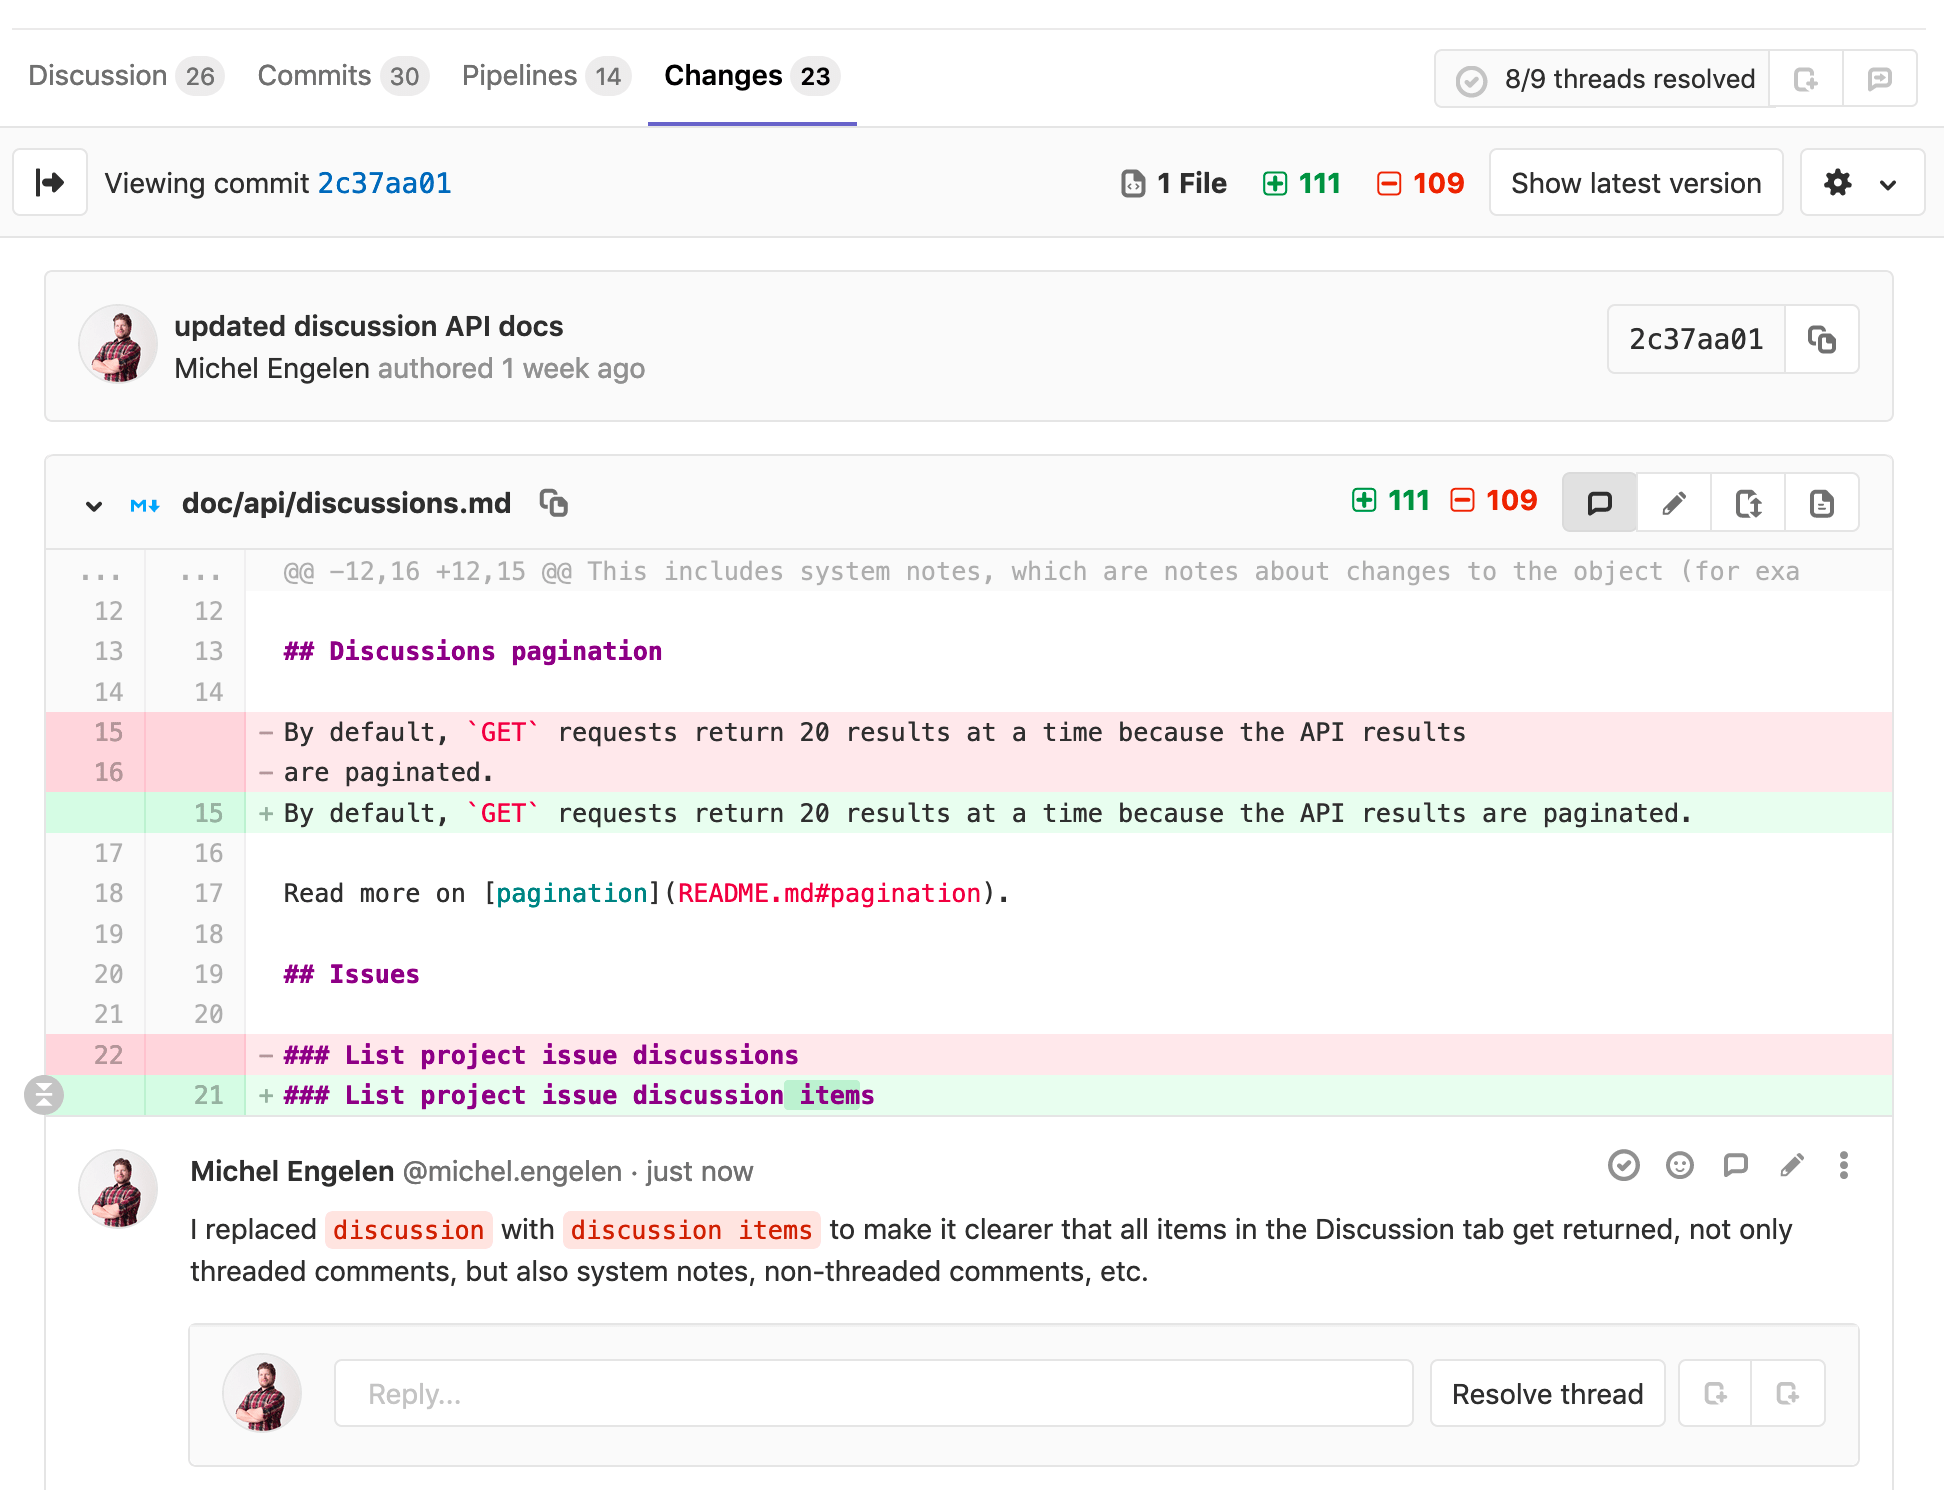 Discussion 26 Commits 30 Pipelines 14 Changes 23 8/9 threads resolved
Viewing commit 2c37aa01 1 File 111 109 Show latest version
updated discussion API docs
Michel Engelen authored 1 week ago 2c37aa01
M doc/api/discussions.md 111 109
... ... @@ -12,16 +12,15 @@ This includes system notes, which are notes about changes to the object (for exa
12 12
13 13 ## Discussions pagination
14 14
15 - By default, `GET` requests return 20 results at a time because the API results
16 - are paginated.
15 + By default, `GET` requests return 20 results at a time because the API results are paginated.
17 16
18 17 Read more on [pagination](README.md#pagination).
19 18
20 19 ## Issues
21 20
22 - ### List project issue discussions
21 + ### List project issue discussion items
Michel Engelen @michel.engelen · just now
I replaced discussion with discussion items to make it clearer that all items in the Discussion tab get returned, not only
threaded comments, but also system notes, non-threaded comments, etc.
Reply... Resolve thread